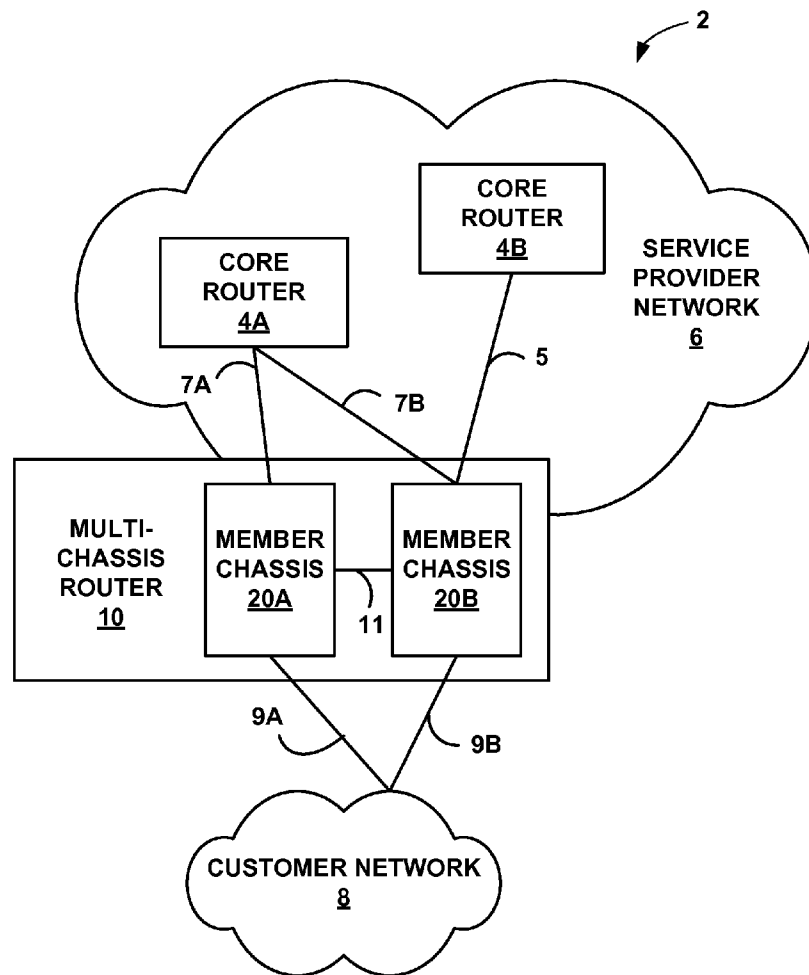 2
CORE
ROUTER
4B
CORE
ROUTER
4A
SERVICE
PROVIDER
NETWORK
6
7A
7B
5
MULTI-
CHASSIS
ROUTER
10
MEMBER
CHASSIS
20A
11
MEMBER
CHASSIS
20B
9A
9B
CUSTOMER NETWORK
8